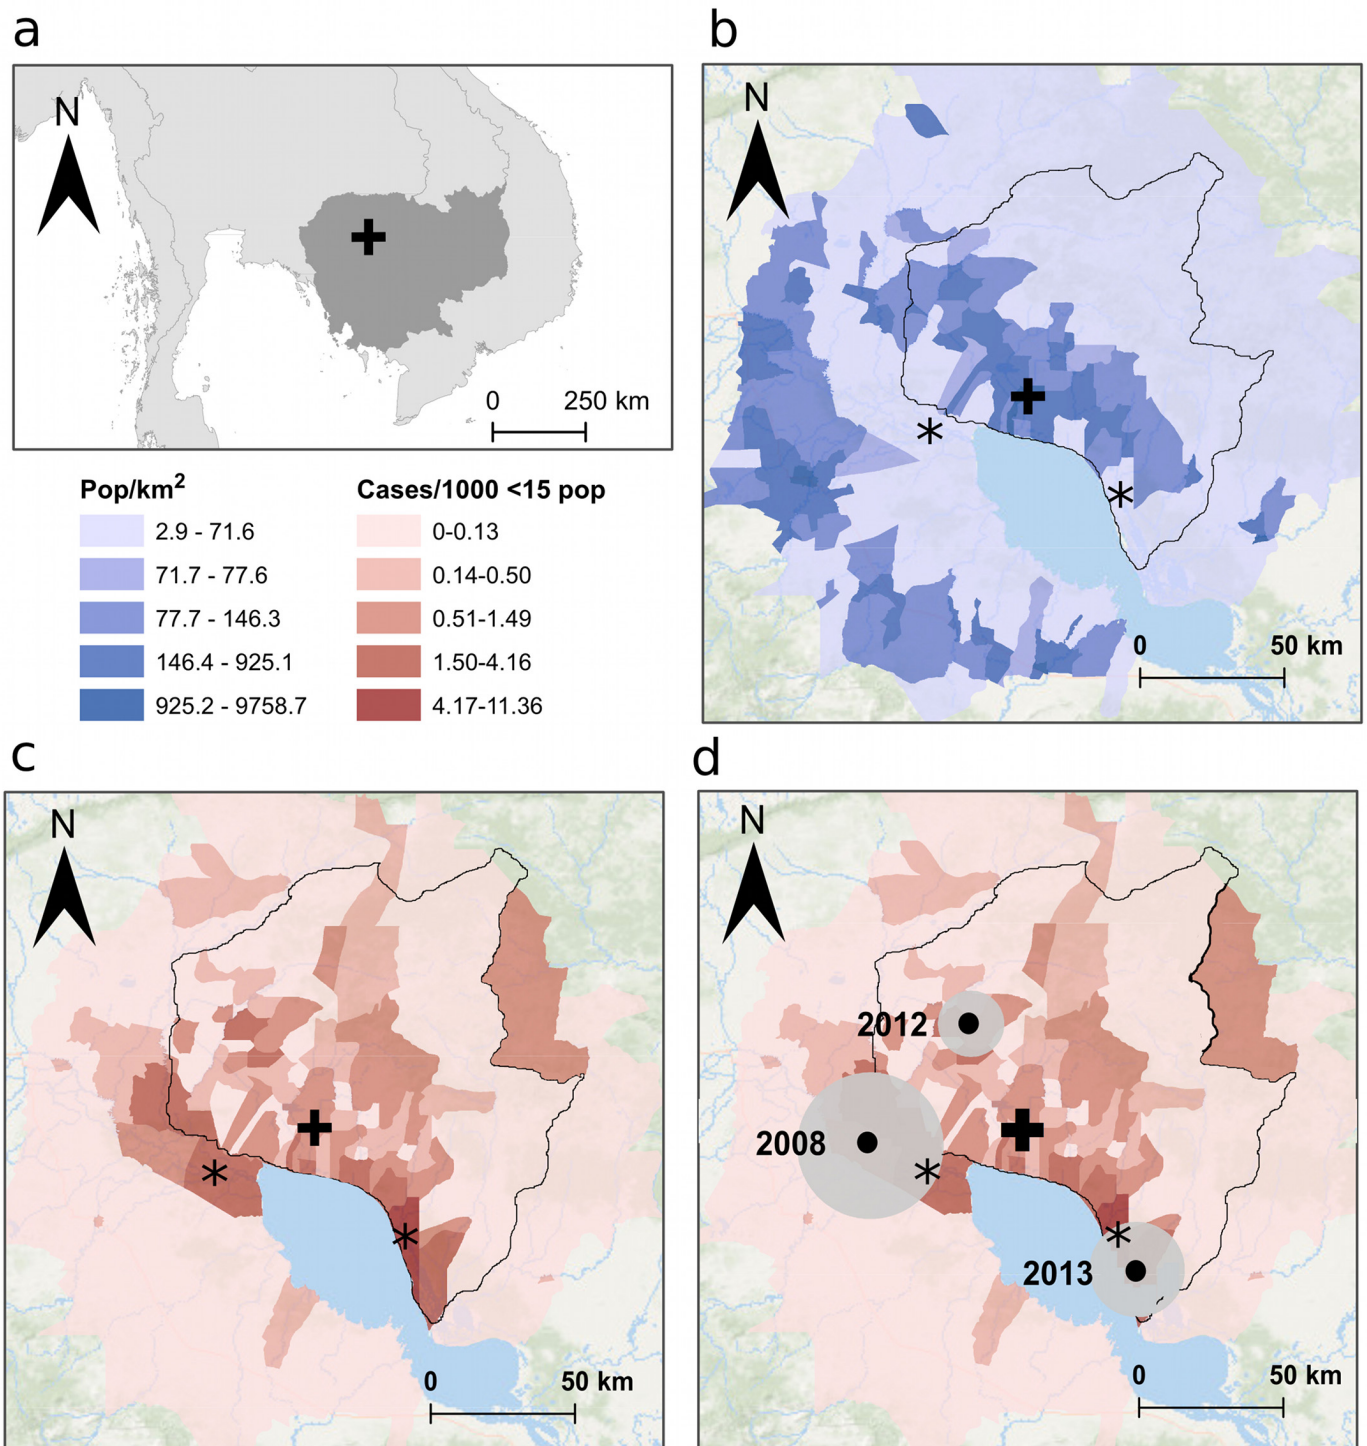 a
b
N
0 250 km
N
0 50 km
Pop/km2
2.9 - 71.6
71.7 - 77.6
77.7 - 146.3
146.4 - 925.1
925.2 - 9758.7
Cases/1000 <15 pop
0-0.13
0.14-0.50
0.51-1.49
1.50-4.16
4.17-11.36
c
d
N
0 50 km
N
2012
2008
2013
0 50 km